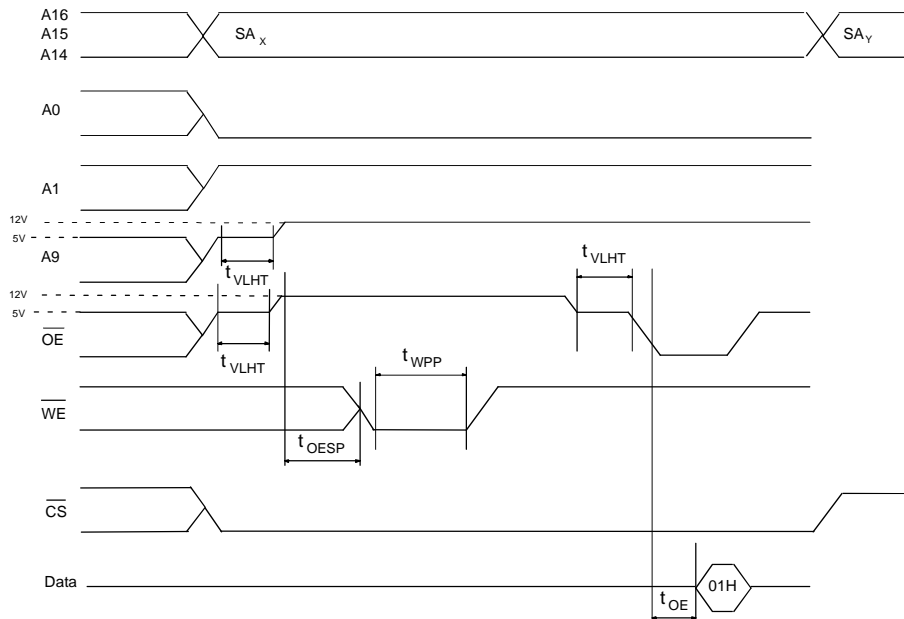 A16
A15 SA X SA Y
A14
A0
A1
12V
5V
A9
t VLHT t VLHT
12V
5V
OE
t VLHT
t WPP
WE
t OESP
CS
Data 01H
t OE